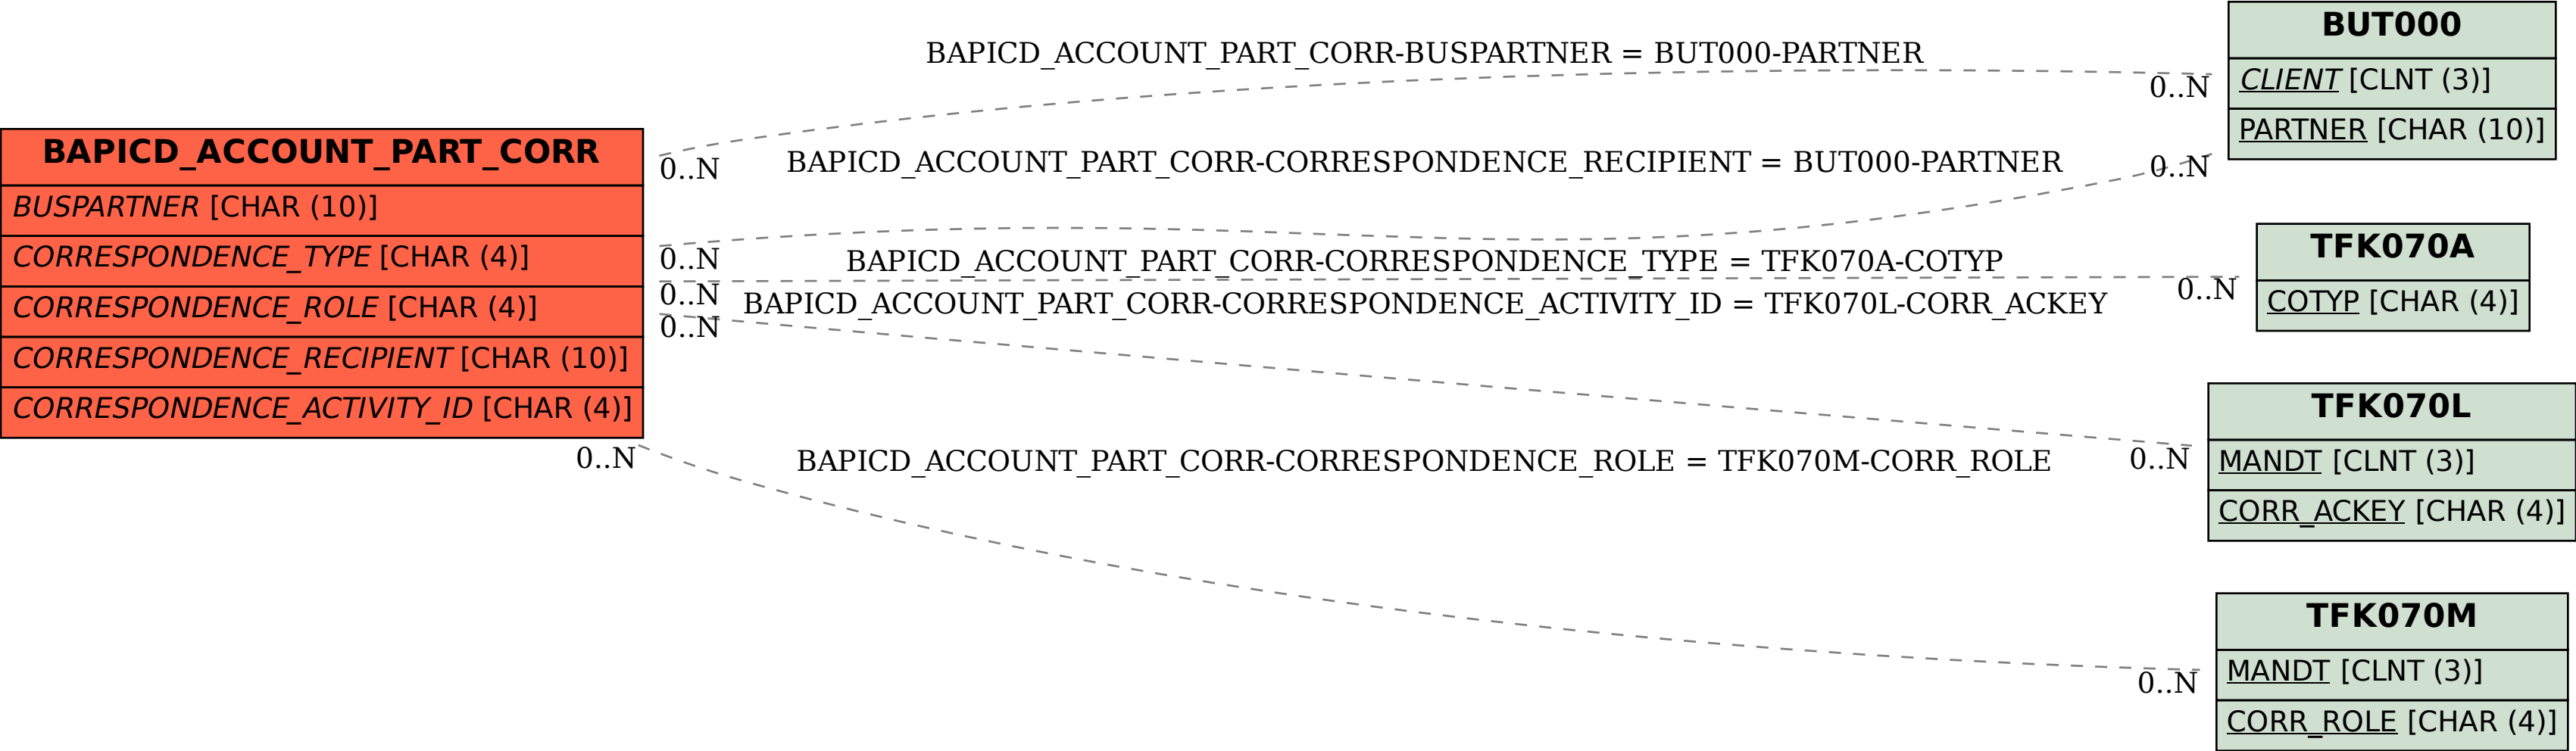 BAPICD_ACCOUNT_PART_CORR
BUSPARTNER [CHAR (10)]
CORRESPONDENCE_TYPE [CHAR (4)]
CORRESPONDENCE_ROLE [CHAR (4)]
CORRESPONDENCE_RECIPIENT [CHAR (10)]
CORRESPONDENCE_ACTIVITY_ID [CHAR (4)]
BAPICD_ACCOUNT_PART_CORR-BUSPARTNER = BUT000-PARTNER
0..N
0..N
BAPICD_ACCOUNT_PART_CORR-CORRESPONDENCE_RECIPIENT = BUT000-PARTNER
0..N
0..N
BAPICD_ACCOUNT_PART_CORR-CORRESPONDENCE_TYPE = TFK070A-COTYP
0..N
0..N
BAPICD_ACCOUNT_PART_CORR-CORRESPONDENCE_ACTIVITY_ID = TFK070L-CORR_ACKEY
0..N
0..N
BAPICD_ACCOUNT_PART_CORR-CORRESPONDENCE_ROLE = TFK070M-CORR_ROLE
0..N
0..N
BUT000
CLIENT [CLNT (3)]
PARTNER [CHAR (10)]
TFK070A
COTYP [CHAR (4)]
TFK070L
MANDT [CLNT (3)]
CORR_ACKEY [CHAR (4)]
TFK070M
MANDT [CLNT (3)]
CORR_ROLE [CHAR (4)]